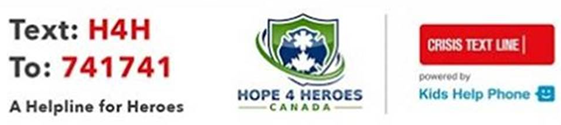 Text: H4H
To: 741741
A Helpline for Heroes
HOPE 4 HEROES
CANADA
CRISIS TEXT LINE|
powered by
Kids Help Phone